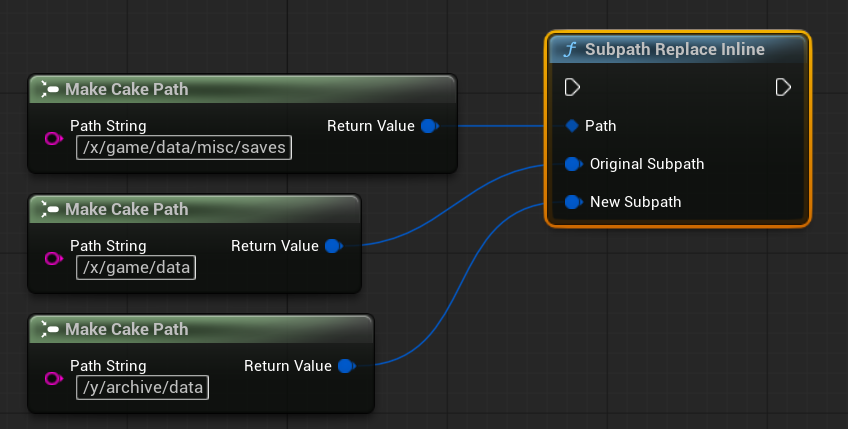 Subpath Replace Inline
Path
Original Subpath
New Subpath
Make Cake Path
Path String
Return Value
/x/game/data/misc/saves
Make Cake Path
Path String
Return Value
/x/game/data
Make Cake Path
Path String
Return Value
/y/archive/data